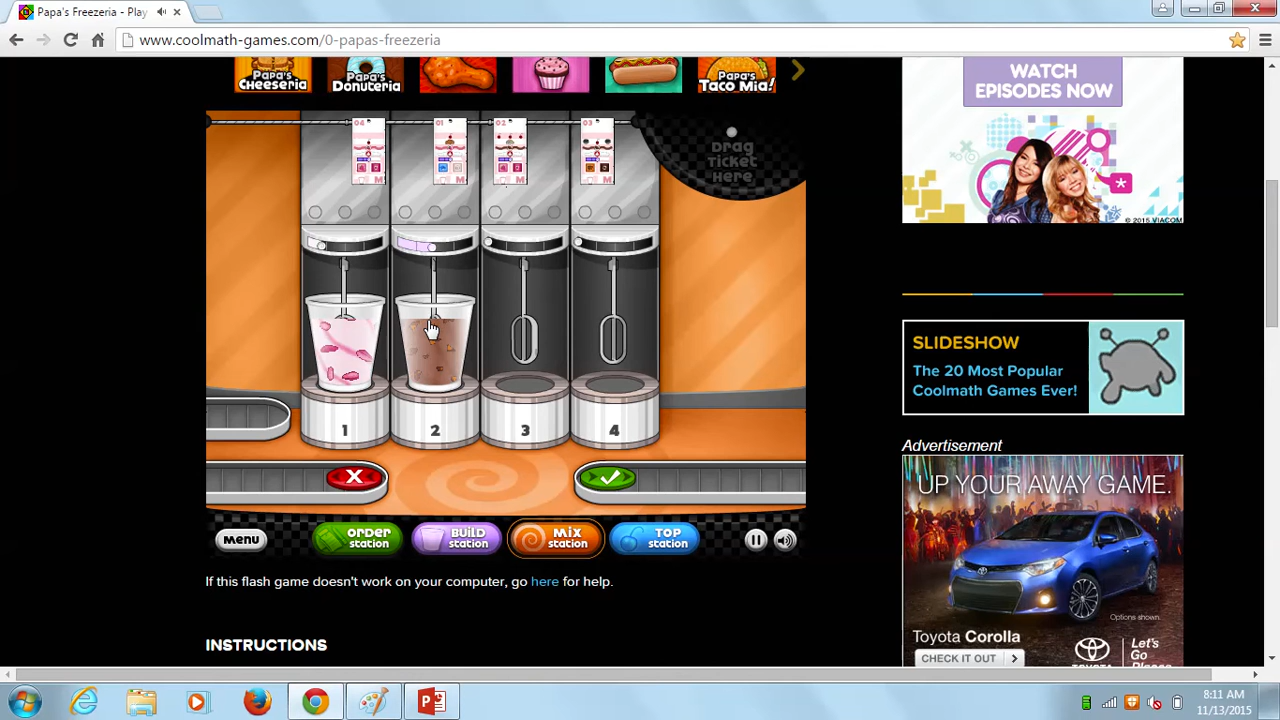 Papa's Freezeria - Play
www.coolmath-games.com/0-papas-freezeria
PAPA'S CHEESERIA
PAPA'S DONUTERIA
PAPA'S TACO MIA!
WATCH
EPISODES NOW
© 2015 VIACOM
04
01
02
03
M
M
M
M
Drag
Ticket
Here
1
2
3
4
Menu
ORDER
station
BUILD
station
MIX
station
TOP
station
If this flash game doesn't work on your computer, go here for help.
INSTRUCTIONS
SLIDESHOW
The 20 Most Popular
Coolmath Games Ever!
Advertisement
UP YOUR AWAY GAME.
Options shown.
Toyota Corolla
CHECK IT OUT
TOYOTA
Let's
Go
Places
8:11 AM
11/13/2015